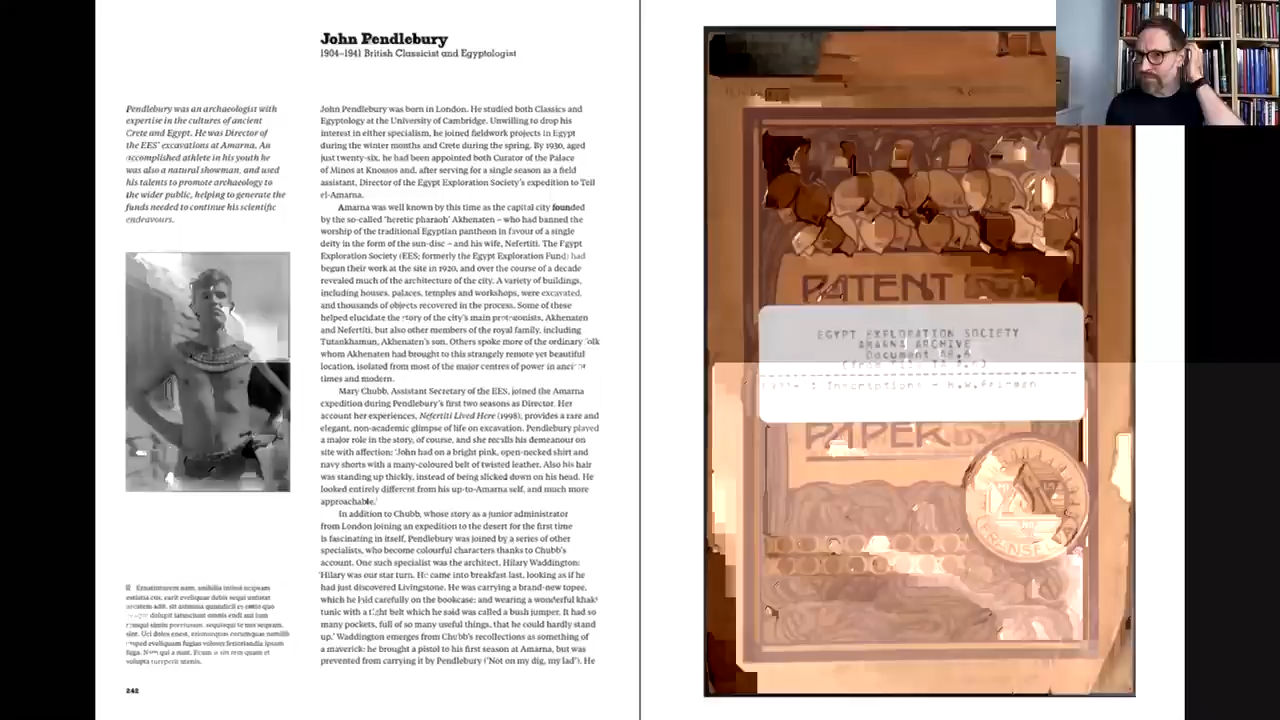 John Pendlebury
1904–1941 British Classicist and Egyptologist
Pendlebury was an archaeologist with
expertise in the cultures of ancient
Crete and Egypt. He was Director of
the EES' excavations at Amarna. An
accomplished athlete in his youth he
was also a natural showman, and used
his talents to promote archaeology to
the wider public, helping to generate the
funds needed to continue his scientific
endeavours.
John Pendlebury was born in London. He studied both Classics and
Egyptology at the University of Cambridge. Unwilling to drop his
interest in either specialism, he joined fieldwork projects in Egypt
during the winter months and Crete during the spring. By 1930, aged
just twenty-six, he had been appointed both Curator of the Palace
of Minos at Knossos and, after serving for a single season as a field
assistant, Director of the Egypt Exploration Society's expedition to Tell
el-Amarna.
Amarna was well known by this time as the capital city founded
by the so-called 'heretic pharaoh' Akhenaten – who had banned the
worship of the traditional Egyptian pantheon in favour of a single
deity in the form of the sun-disc – and his wife, Nefertiti. The Egypt
Exploration Society (EES; formerly the Egypt Exploration Fund) had
begun their work at the site in 1920, and over the course of a decade
revealed much of the architecture of the city. A variety of buildings,
including houses, palaces, temples and workshops, were excavated,
and thousands of objects recovered in the process. Some of these
helped elucidate the story of the city's main protagonists, Akhenaten
and Nefertiti, but also other members of the royal family, including
Tutankhamun, Akhenaten's son. Others spoke more of the ordinary folk
whom Akhenaten had brought to this strangely remote yet beautiful
location, isolated from most of the major centres of power in ancient
times and modern.
Mary Chubb, Assistant Secretary of the EES, joined the Amarna
expedition during Pendlebury's first two seasons as Director. Her
account her experiences, Nefertiti Lived Here (1998), provides a rare and
elegant, non-academic glimpse of life on excavation. Pendlebury played
a major role in the story, of course, and she recalls his demeanour on
site with affection: 'John had on a bright pink, open-necked shirt and
navy shorts with a many-coloured belt of twisted leather. Also his hair
was standing up thickly, instead of being slicked down on his head. He
looked entirely different from his up-to-Amarna self, and much more
approachable.'
In addition to Chubb, whose story as a junior administrator
from London joining an expedition to the desert for the first time
is fascinating in itself, Pendlebury was joined by a series of other
specialists, who become colourful characters thanks to Chubb's
account. One such specialist was the architect, Hilary Waddington:
'Hilary was our star turn. He came into breakfast last, looking as if he
had just discovered Livingstone. He was carrying a brand-new topee,
which he laid carefully on the bookcase; and wearing a wonderful khaki
tunic with a tight belt which he said was called a bush jumper. It had so
many pockets, full of so many useful things, that he could hardly stand
up.' Waddington emerges from Chubb's recollections as something of
a maverick: he brought a pistol to his first season at Amarna, but was
prevented from carrying it by Pendlebury ('Not on my dig, my lad'). He
242
PATENT
EGYPT EXPLORATION SOCIETY
AMARNA ARCHIVE
Document
Inscriptions - H.W.Fairman
PAPER